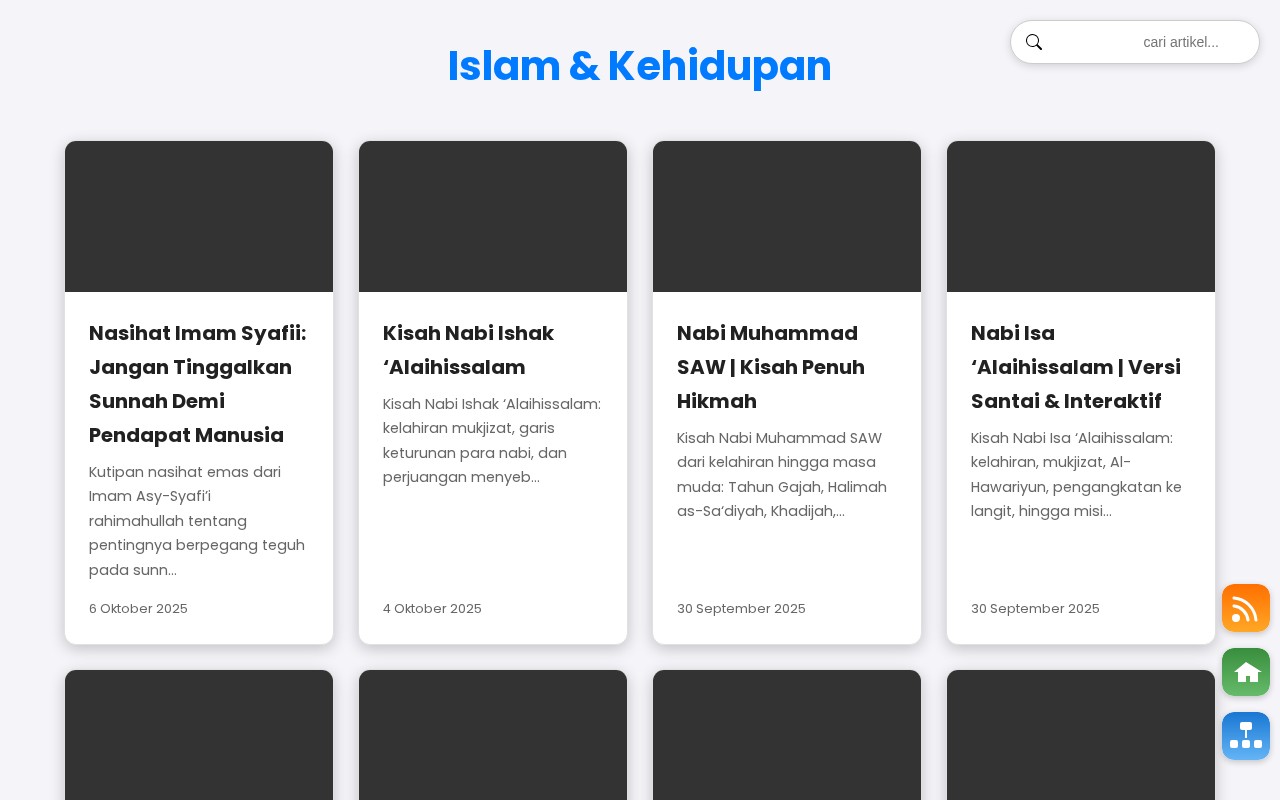 cari artikel...
Islam & Kehidupan
Nasihat Imam Syafii:
Jangan Tinggalkan
Sunnah Demi
Pendapat Manusia
Kutipan nasihat emas dari
Imam Asy-Syafi’i
rahimahullah tentang
pentingnya berpegang teguh
pada sunn...
6 Oktober 2025
Kisah Nabi Ishak
‘Alaihissalam
Kisah Nabi Ishak ‘Alaihissalam:
kelahiran mukjizat, garis
keturunan para nabi, dan
perjuangan menyeb...
4 Oktober 2025
Nabi Muhammad
SAW | Kisah Penuh
Hikmah
Kisah Nabi Muhammad SAW
dari kelahiran hingga masa
muda: Tahun Gajah, Halimah
as-Sa‘diyah, Khadijah,...
30 September 2025
Nabi Isa
‘Alaihissalam | Versi
Santai & Interaktif
Kisah Nabi Isa ‘Alaihissalam:
kelahiran, mukjizat, Al-
Hawariyun, pengangkatan ke
langit, hingga misi...
30 September 2025